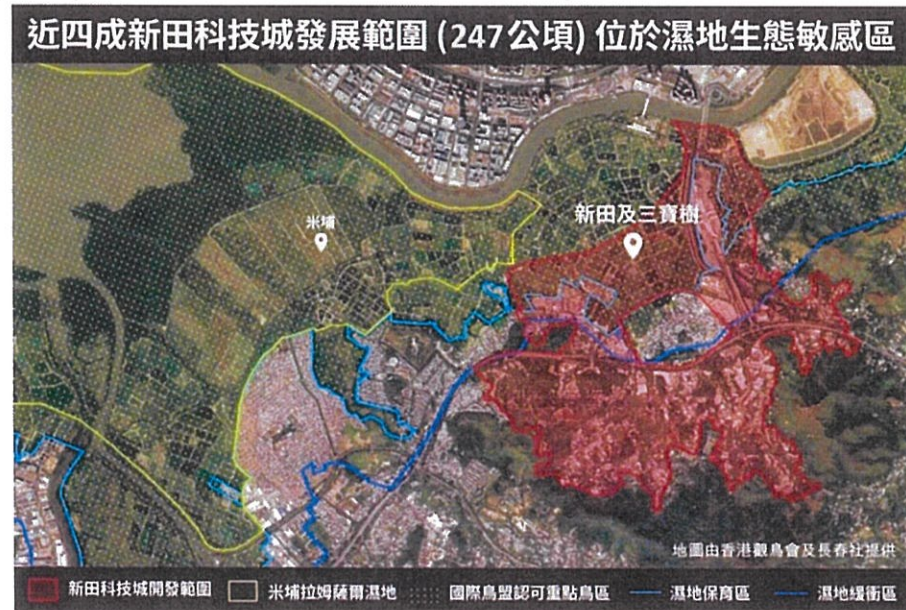 近四成新田科技城發展範圍 (247公頃) 位於濕地生態敏感區
米埔
新田及三寶樹
地圖由香港觀鳥會及長春社提供
新田科技城開發範圍
米埔拉姆薩爾濕地
國際鳥盟認可重點鳥區
濕地保育區
濕地緩衝區